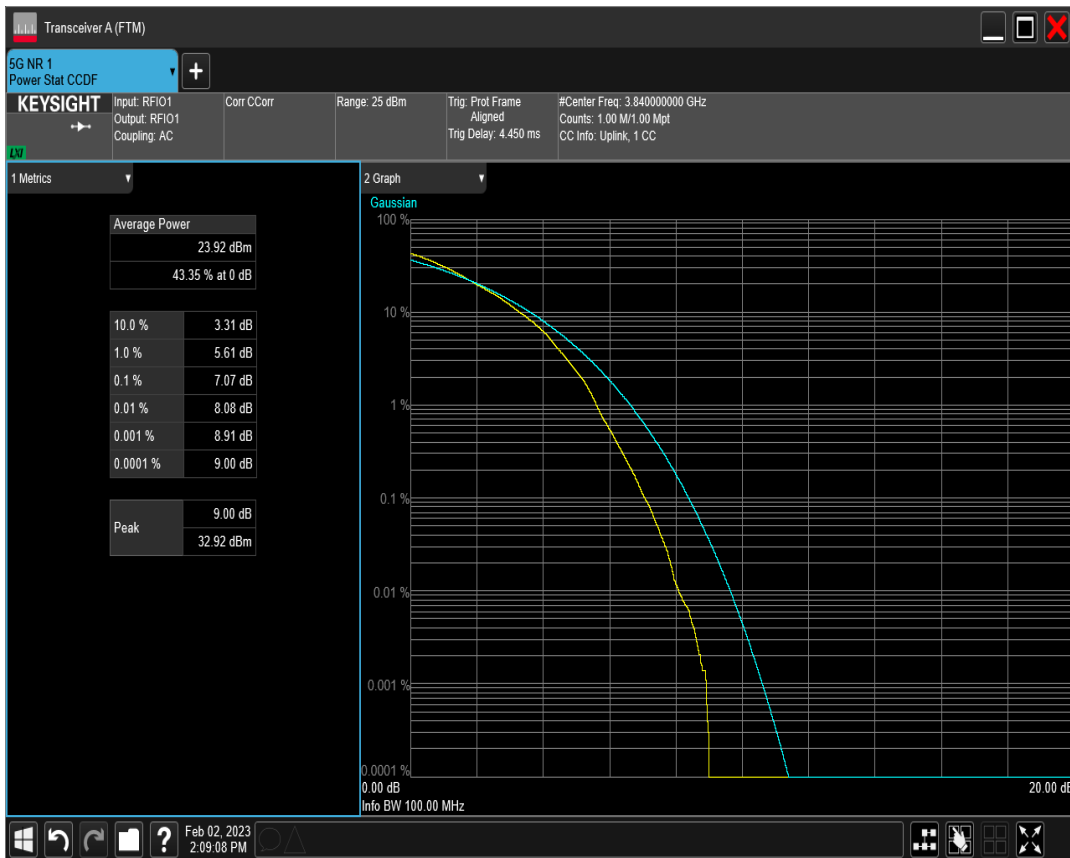 Transceiver A (FTM)
5G NR 1
Power Stat CCDF
+
KEYSIGHT
LXI
Input: RFIO1
Output: RFIO1
Coupling: AC
Corr CCorr
Range: 25 dBm
Trig: Prot Frame
Aligned
Trig Delay: 4.450 ms
#Center Freq: 3.840000000 GHz
Counts: 1.00 M/1.00 Mpt
CC Info: Uplink, 1 CC
1 Metrics
Average Power
23.92 dBm
43.35 % at 0 dB
10.0 % 3.31 dB
1.0 % 5.61 dB
0.1 % 7.07 dB
0.01 % 8.08 dB
0.001 % 8.91 dB
0.0001 % 9.00 dB
Peak
9.00 dB
32.92 dBm
2 Graph
Gaussian
100 %
10 %
1 %
0.1 %
0.01 %
0.001 %
0.0001 %
0.00 dB 20.00 dB
Info BW 100.00 MHz
?
Feb 02, 2023
2:09:08 PM